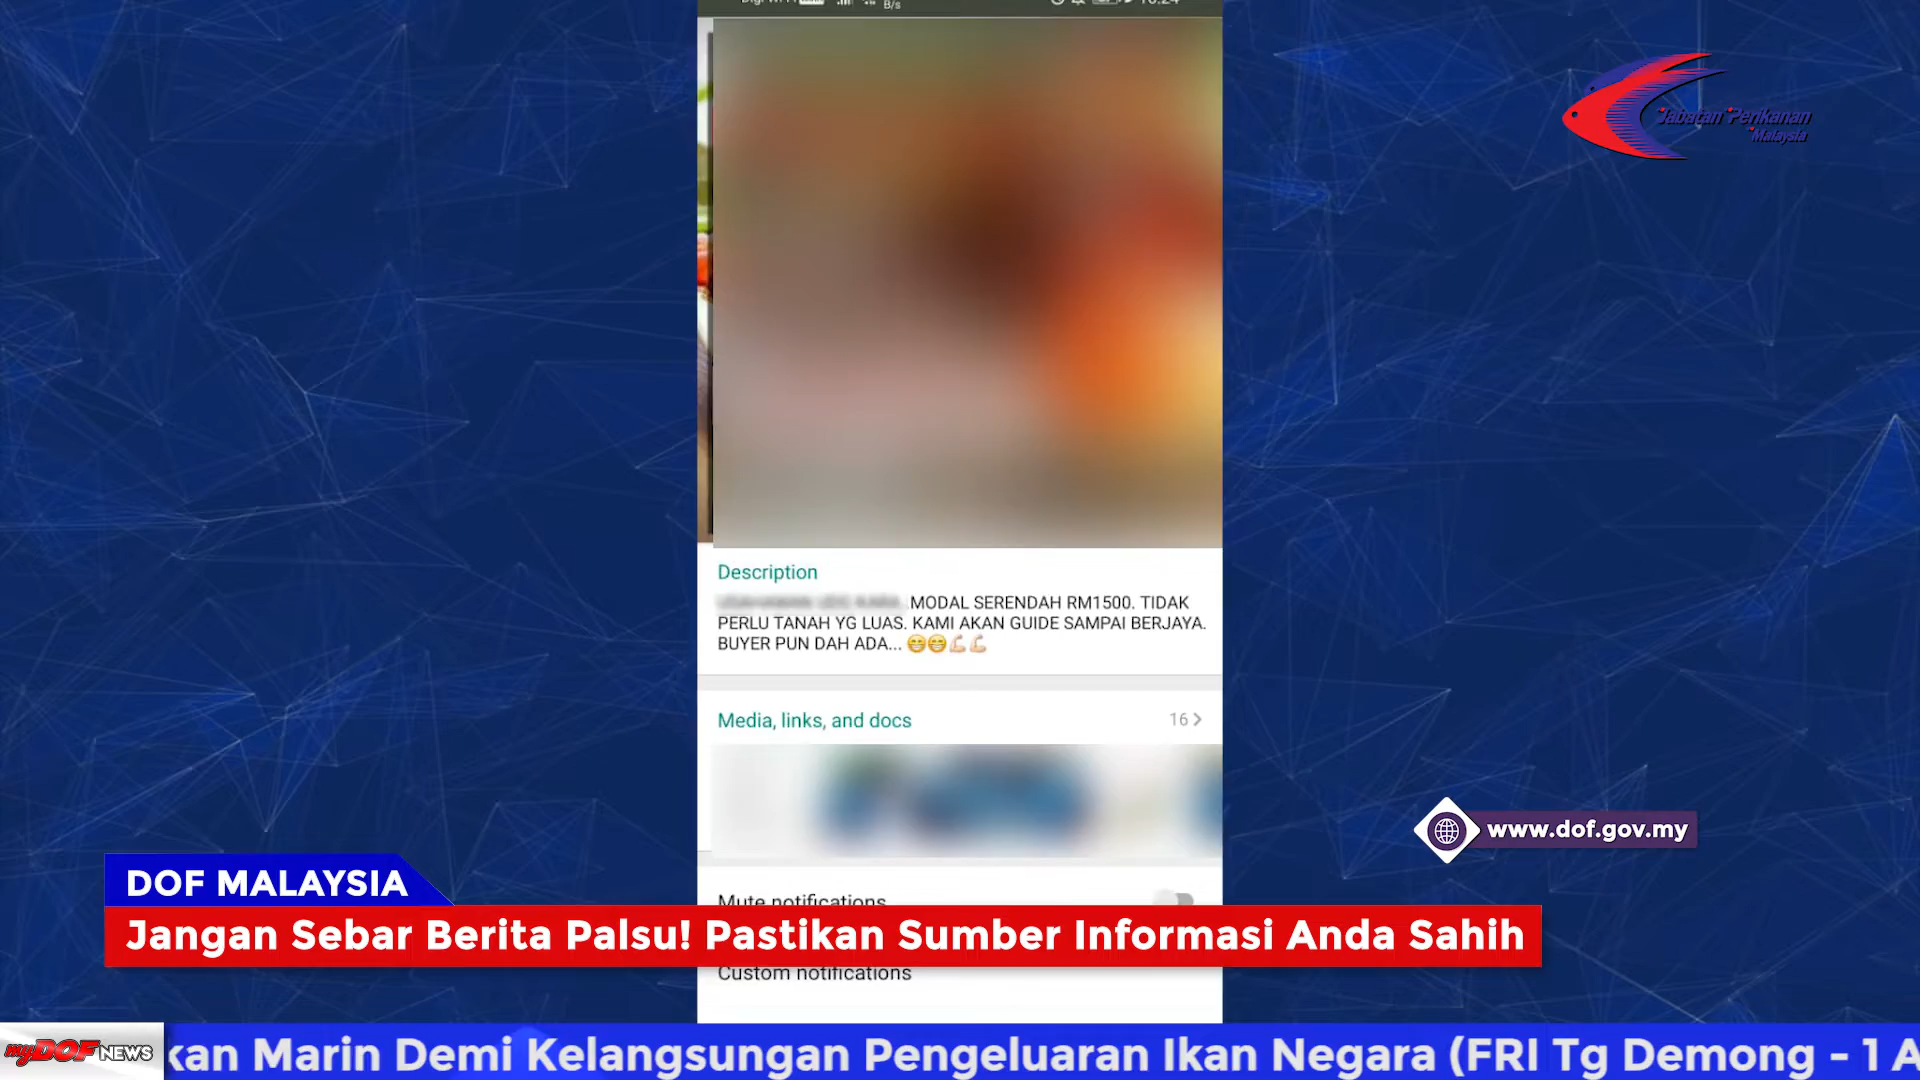 B/s
Jabatan Perikanan
Malaysia
Description
MODAL SERENDAH RM1500. TIDAK
PERLU TANAH YG LUAS. KAMI AKAN GUIDE SAMPAI BERJAYA.
BUYER PUN DAH ADA... 😁😁💪🏻💪🏻
Media, links, and docs
16
www.dof.gov.my
Mute notifications
DOF MALAYSIA
Jangan Sebar Berita Palsu! Pastikan Sumber Informasi Anda Sahih
Custom notifications
myDOF NEWS
kan Marin Demi Kelangsungan Pengeluaran Ikan Negara (FRI Tg Demong - 1 A